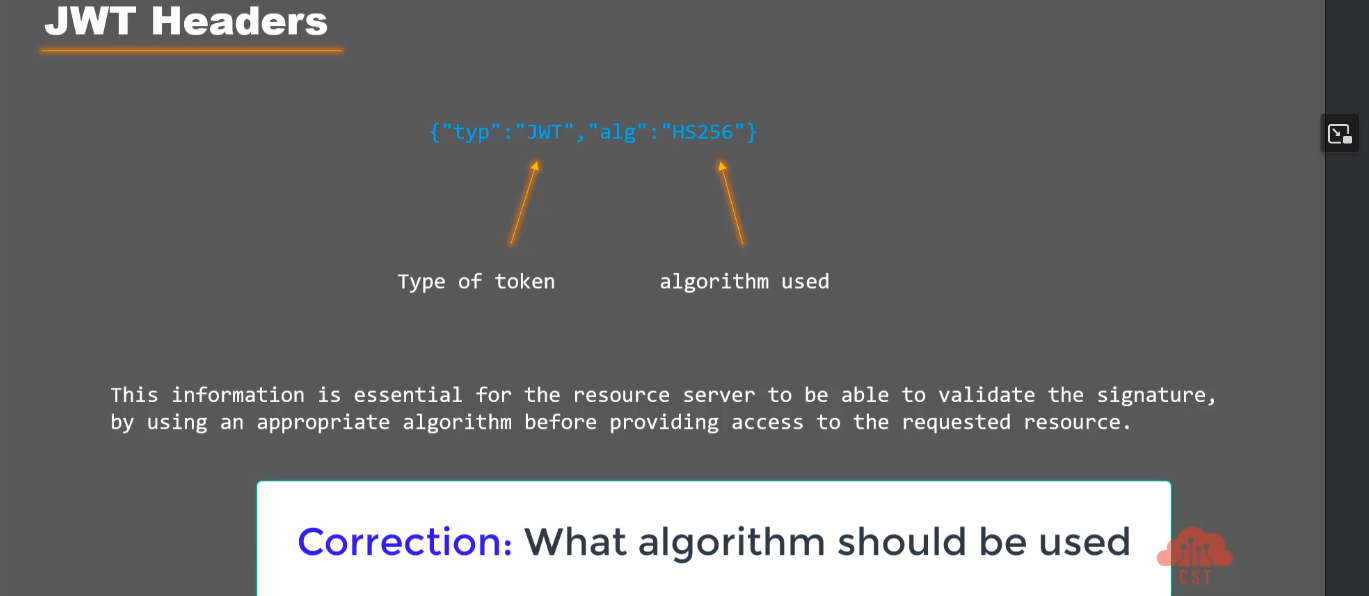 JWT Headers
{"typ":"JWT","alg":"HS256"}
Type of token
algorithm used
This information is essential for the resource server to be able to validate the signature,
by using an appropriate algorithm before providing access to the requested resource.
Correction: What algorithm should be used
CST